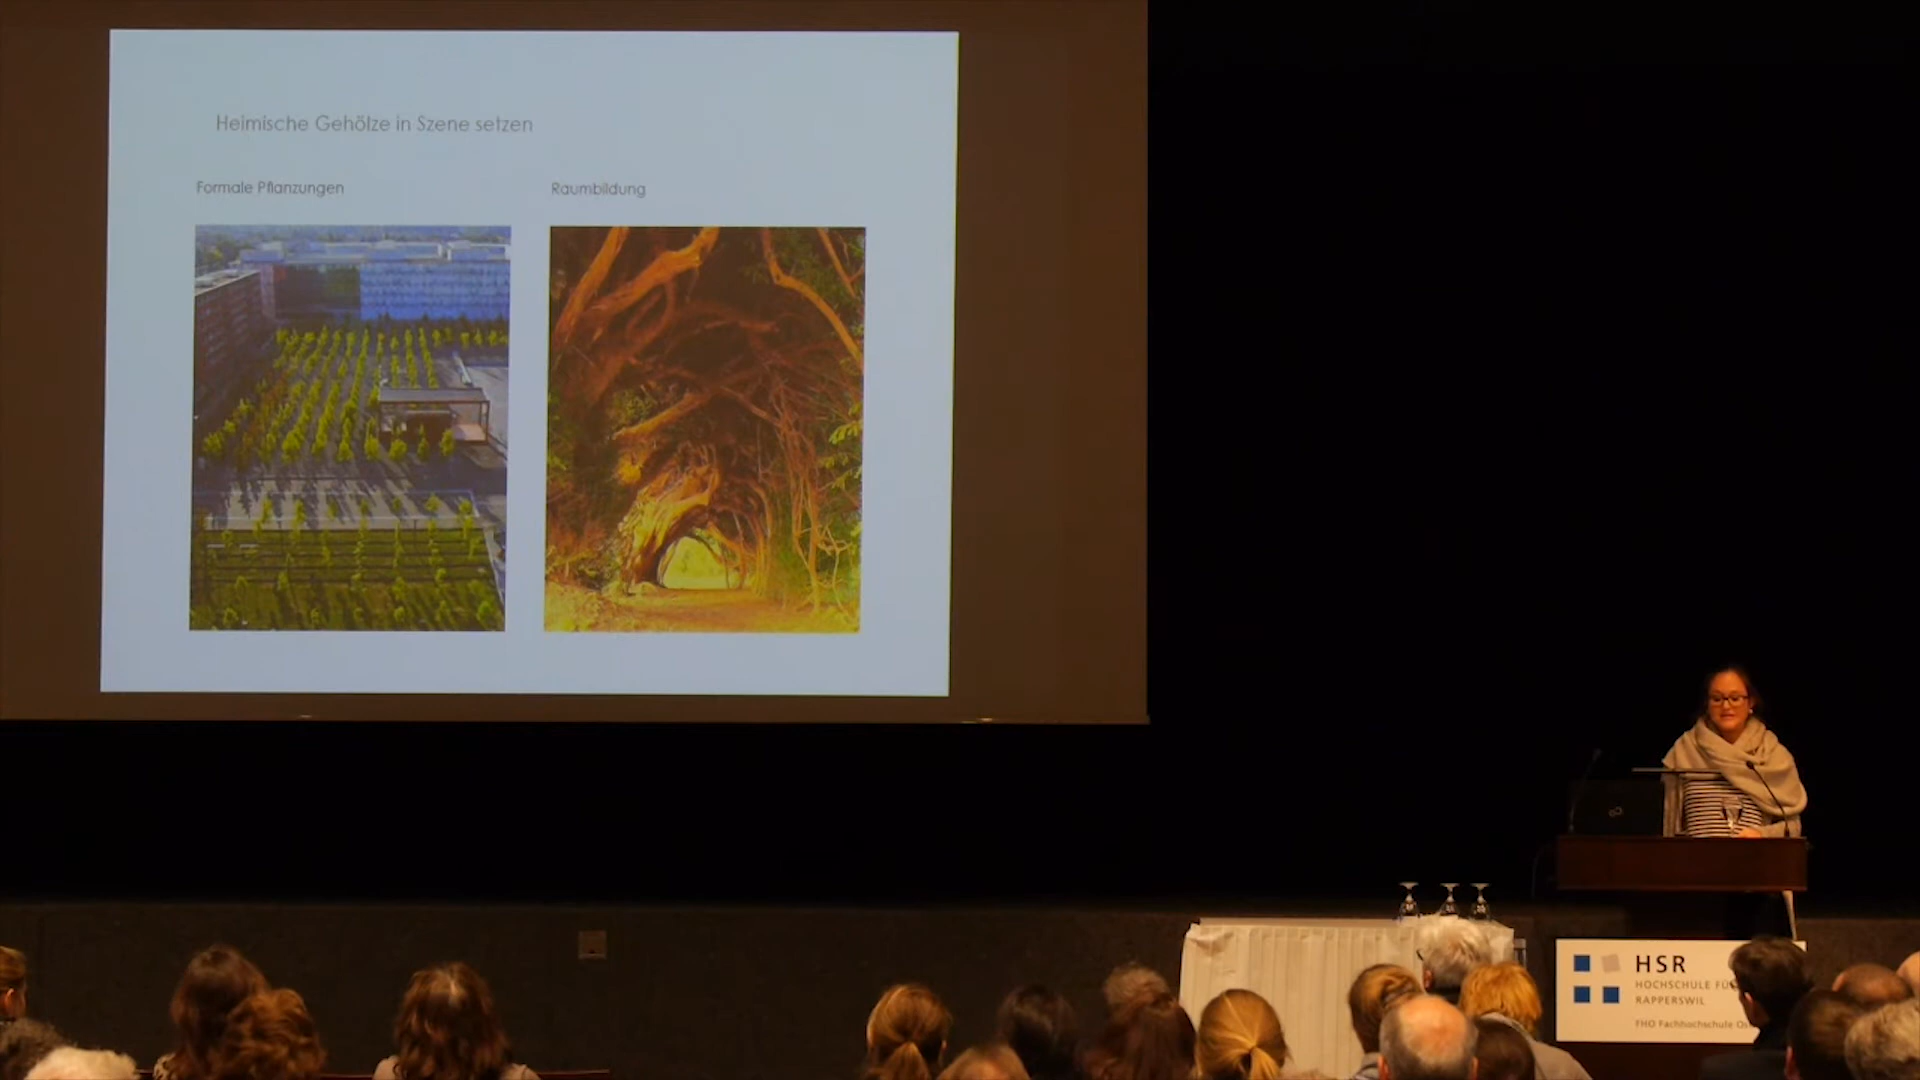 Heimische Gehölze in Szene setzen
Formale Pflanzungen
Raumbildung
HSR
HOCHSCHULE FÜ
RAPPERSWIL
FHO Fachhochschule Os